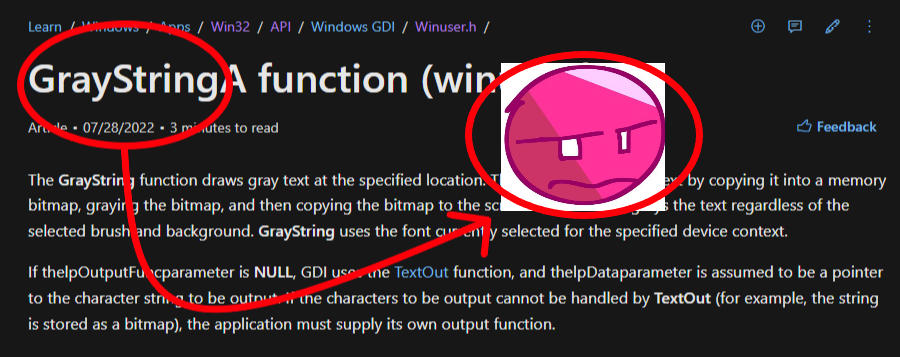 Learn / Windows / Apps / Win32 / API / Windows GDI / Winuser.h /
GrayStringA function (win
Article • 07/28/2022 • 3 minutes to read
Feedback
The GrayString function draws gray text at the specified location. by copying it into a memory
bitmap, graying the bitmap, and then copying the bitmap to the the text regardless of the
selected brush and background. GrayString uses the font currently selected for the specified device context.
If thelpOutputFuncparameter is NULL, GDI uses the TextOut function, and thelpDataparameter is assumed to be a pointer
to the character string to be output. If the characters to be output cannot be handled by TextOut (for example, the string
is stored as a bitmap), the application must supply its own output function.